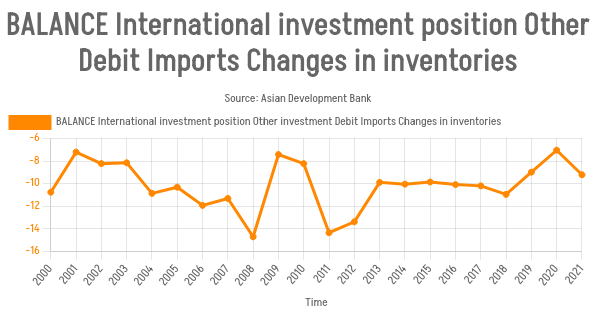 BALANCE International investment position Other
Debit Imports Changes in inventories
Source: Asian Development Bank
BALANCE International investment position Other investment Debit Imports Changes in inventories
-6
-8
-10
-12
-14
-16
2000 2001 2002 2003 2004 2005 2006 2007 2008 2009 2010 2011 2012 2013 2014 2015 2016 2017 2018 2019 2020 2021
Time